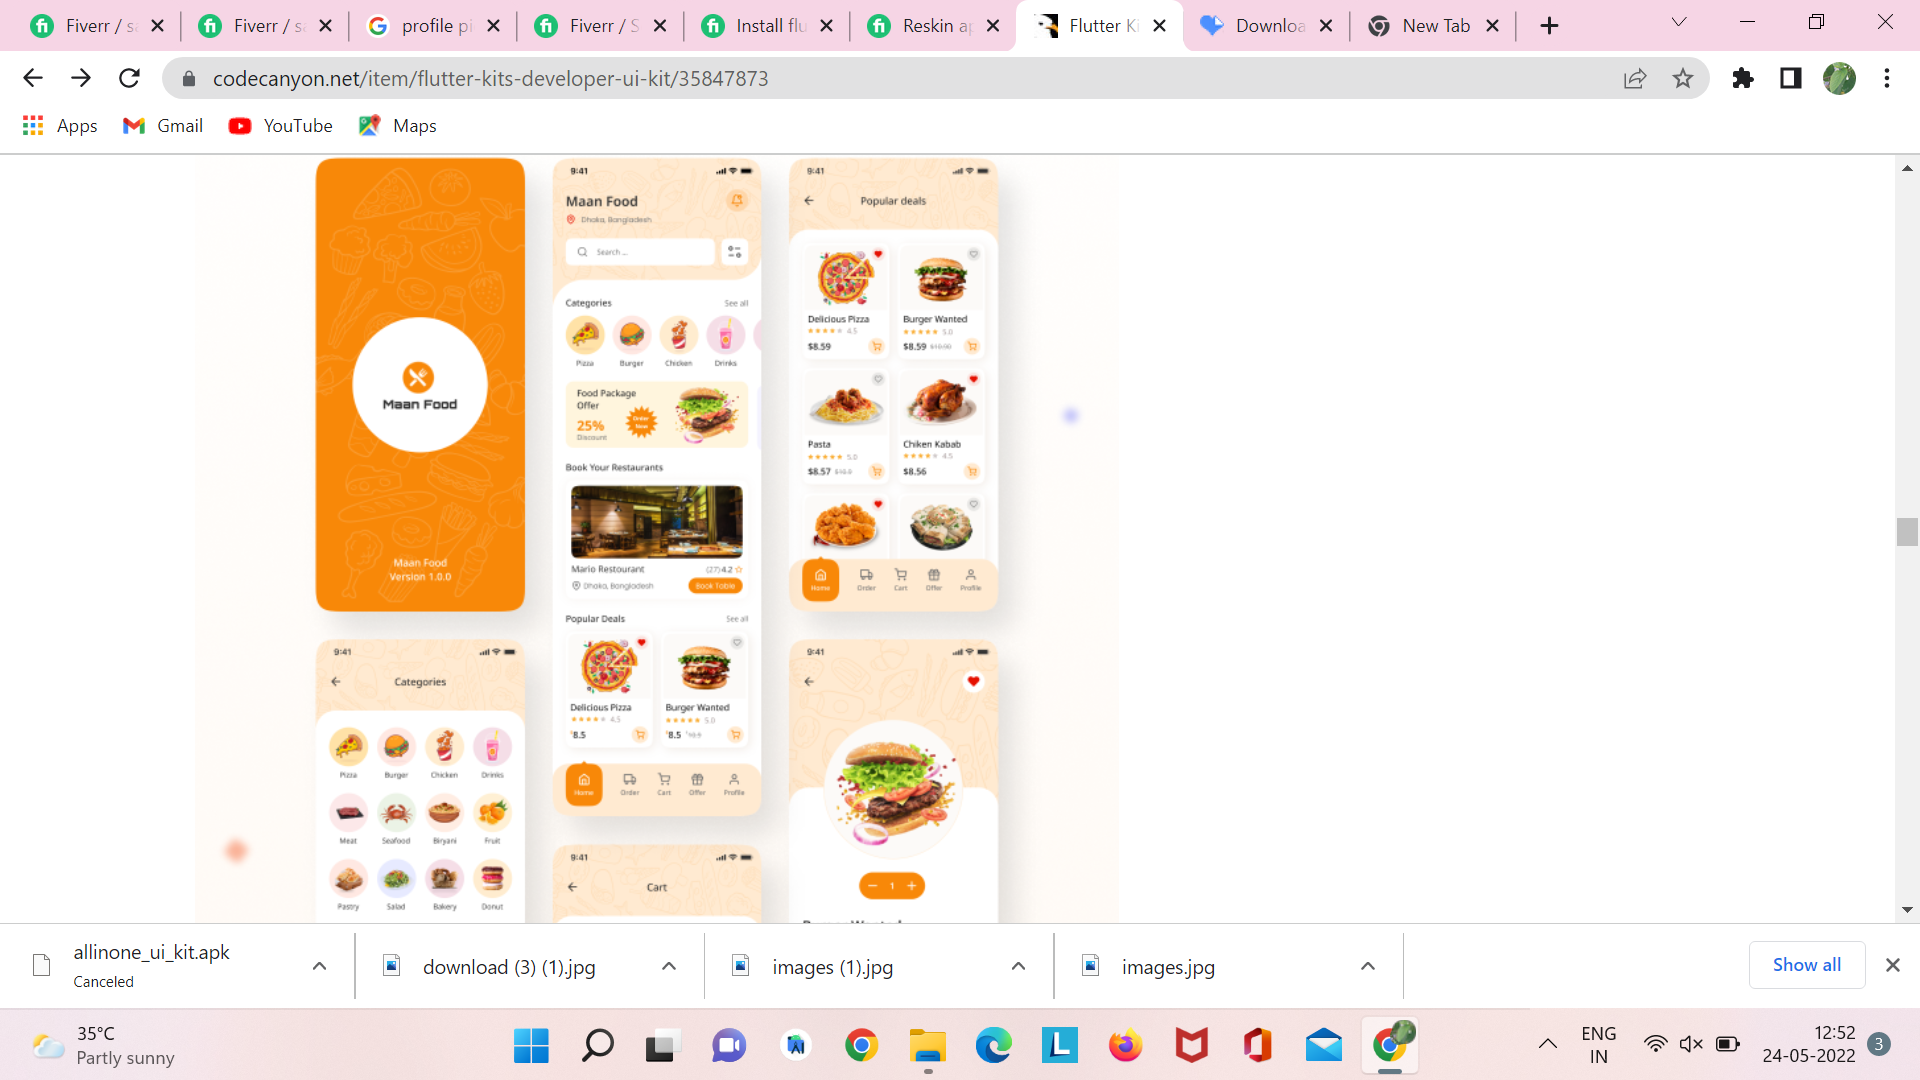 Fiverr / sa
Fiverr / sa
profile pi
Fiverr / S
Install flu
Reskin ap
Flutter Ki
Downloa
New Tab
codecanyon.net/item/flutter-kits-developer-ui-kit/35847873
Apps
Gmail
YouTube
Maps
Maan Food
Maan Food
Version 1.0.0
9:41
Maan Food
Dhaka, Bangladesh
Search ...
Categories
See all
Pizza
Burger
Chicken
Drinks
Food Package
Offer
25%
Discount
Order
Now
Book Your Restaurants
Mario Restourant
(27) 4.2
Dhaka, Bangladesh
Book Table
Popular Deals
See all
Delicious Pizza
4.5
8.5
Burger Wanted
5.0
8.5
Home
Order
Cart
Offer
Profile
9:41
Popular deals
Delicious Pizza
4.5
$8.59
Burger Wanted
5.0
$8.59 $10.90
Pasta
5.0
$8.57 $10.9
Chiken Kabab
4.5
$8.56
Home
Order
Cart
Offer
Profile
9:41
Categories
Pizza
Burger
Chicken
Drinks
Meat
Seafood
Biryani
Fruit
Pastry
Salad
Bakery
Donut
9:41
Cart
9:41
1
allinone_ui_kit.apk
Canceled
download (3) (1).jpg
images (1).jpg
images.jpg
Show all
35°C
Partly sunny
ENG
IN
12:52
24-05-2022
3